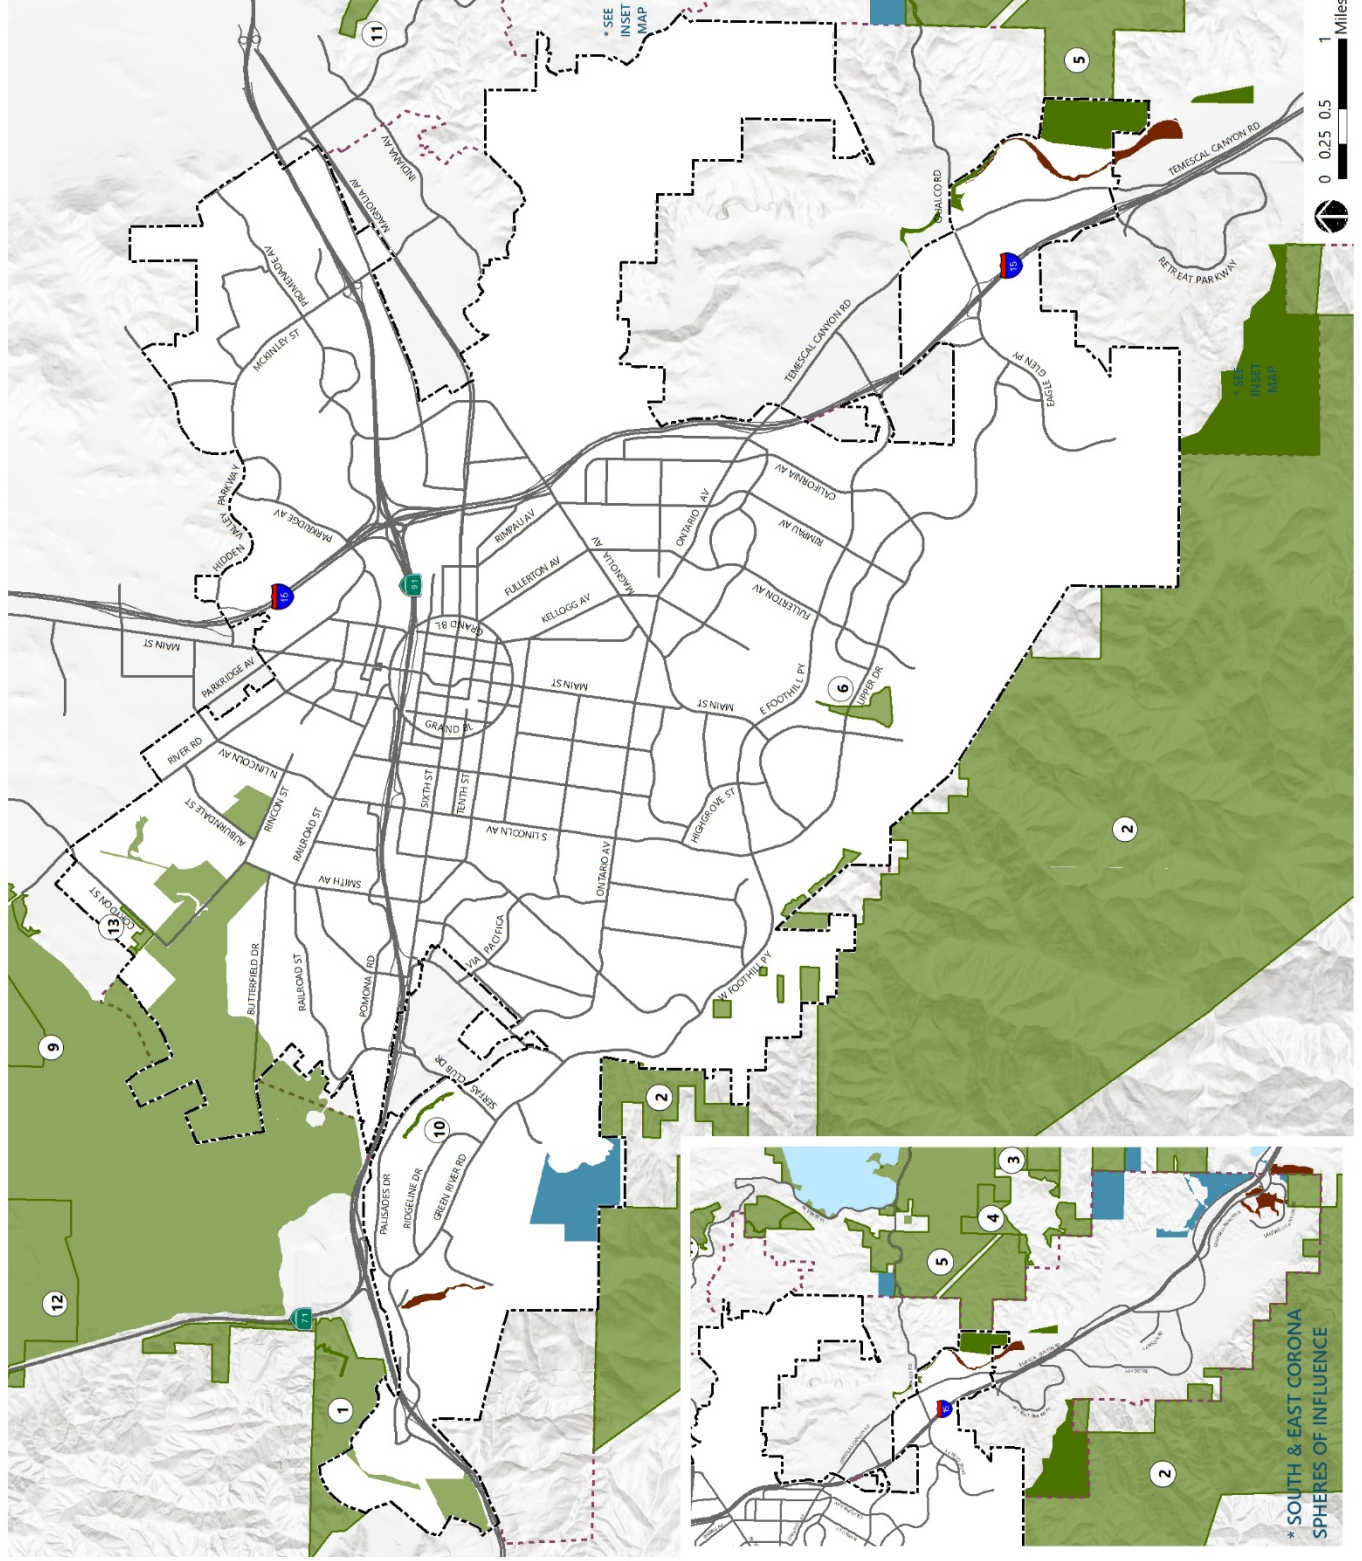 11
* SEE
INSET
MAP
5
0 0.25 0.5 1 Miles
INDIANA AV
MAGNOLIA AV
PROMENADE AV
MCKINLEY ST
HIDDEN
VALLEY
PARKWAY
PARKRIDGE AV
15
91
MAIN ST
PARKRIDGE AV
RIVER RD
N LINCOLN AV
AUBURNDALE ST
RINCON ST
RAILROAD ST
CORYDON ST
13
SMITH AV
BUTTERFIELD DR
RAILROAD ST
POMONA RD
9
12
71
1
GRAND BL
GRAND BL
SIXTH ST
TENTH ST
S LINCOLN AV
RIMPAU AV
FULLERTON AV
KELLOGG AV
MAGNOLIA AV
MAIN ST
MAIN ST
ONTARIO AV
ONTARIO AV
CALIFORNIA AV
RIMPAU AV
FULLERTON AV
E FOOTHILL PY
UPPER DR
6
HIGHGROVE ST
W FOOTHILL PY
VIA PACIFICA
SERFAS CLUB DR
10
PALISADES DR
RIDGELINE DR
GREEN RIVER RD
2
2
CAJALCO RD
TEMESCAL CANYON RD
TEMESCAL CANYON RD
15
EAGLE GLEN PY
RETREAT PARKWAY
* SEE
INSET
MAP
3
4
5
15
2
* SOUTH & EAST CORONA
SPHERES OF INFLUENCE